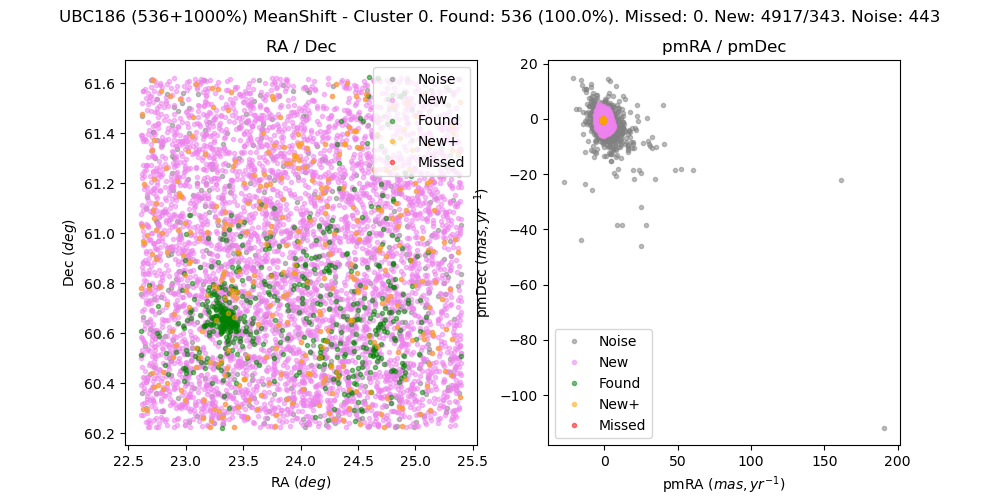 UBC186 (536+1000%) MeanShift - Cluster 0. Found: 536 (100.0%). Missed: 0. New: 4917/343. Noise: 443
RA / Dec
61.6
61.4
61.2
61.0
60.8
60.6
60.4
60.2
Dec (deg)
22.5 23.0 23.5 24.0 24.5 25.0 25.5
RA (deg)
Noise
New
Found
New+
Missed
pmRA / pmDec
20
0
−20
−40
−60
−80
−100
pmDec (mas, yr⁻¹)
0 50 100 150 200
pmRA (mas, yr⁻¹)
Noise
New
Found
New+
Missed